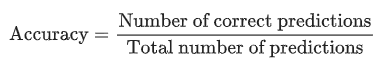 Accuracy = Number of correct predictions
Total number of predictions